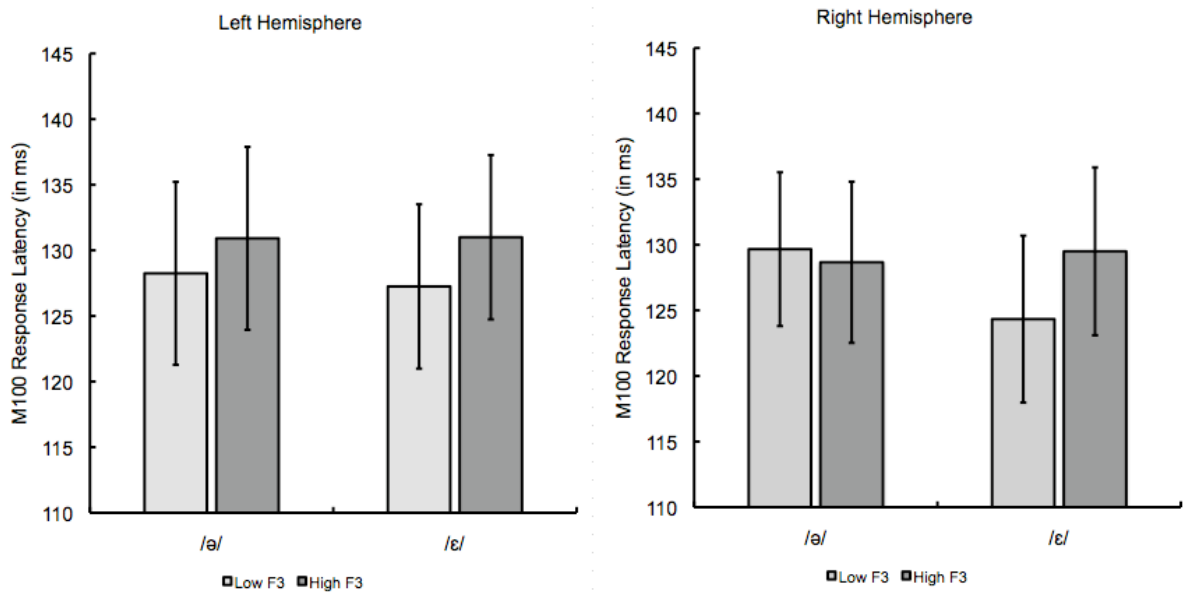 Left Hemisphere
M100 Response Latency (in ms)
145
140
135
130
125
120
115
110
/ə/ /ɛ/
Low F3 High F3
Right Hemisphere
M100 Response Latency (in ms)
145
140
135
130
125
120
115
110
/ə/ /ɛ/
Low F3 High F3